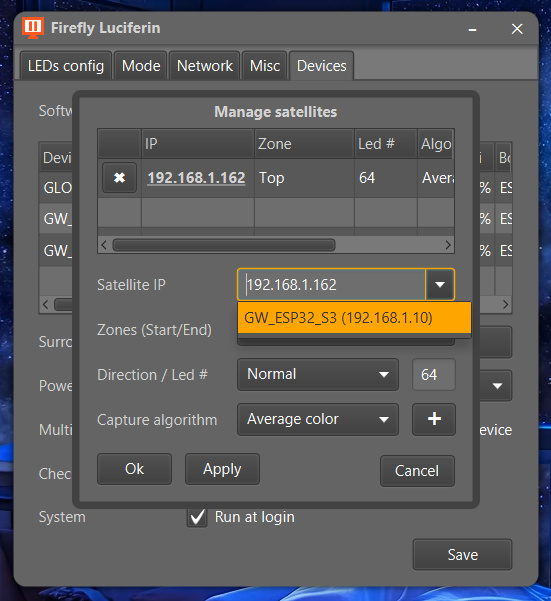 Firefly Luciferin
LEDs config Mode Network Misc Devices
Softw
Manage satellites
Devi
IP Zone Led # Algo
i Bo
GLO
192.168.1.162 Top 64 Avera
% ES
GW_
% ES
GW_
% ES
Satellite IP 192.168.1.162
GW_ESP32_S3 (192.168.1.10)
Surro
Zones (Start/End)
Powe
Direction / Led # Normal 64
Multi
Capture algorithm Average color +
evice
Chec
Ok Apply Cancel
System Run at login
Save